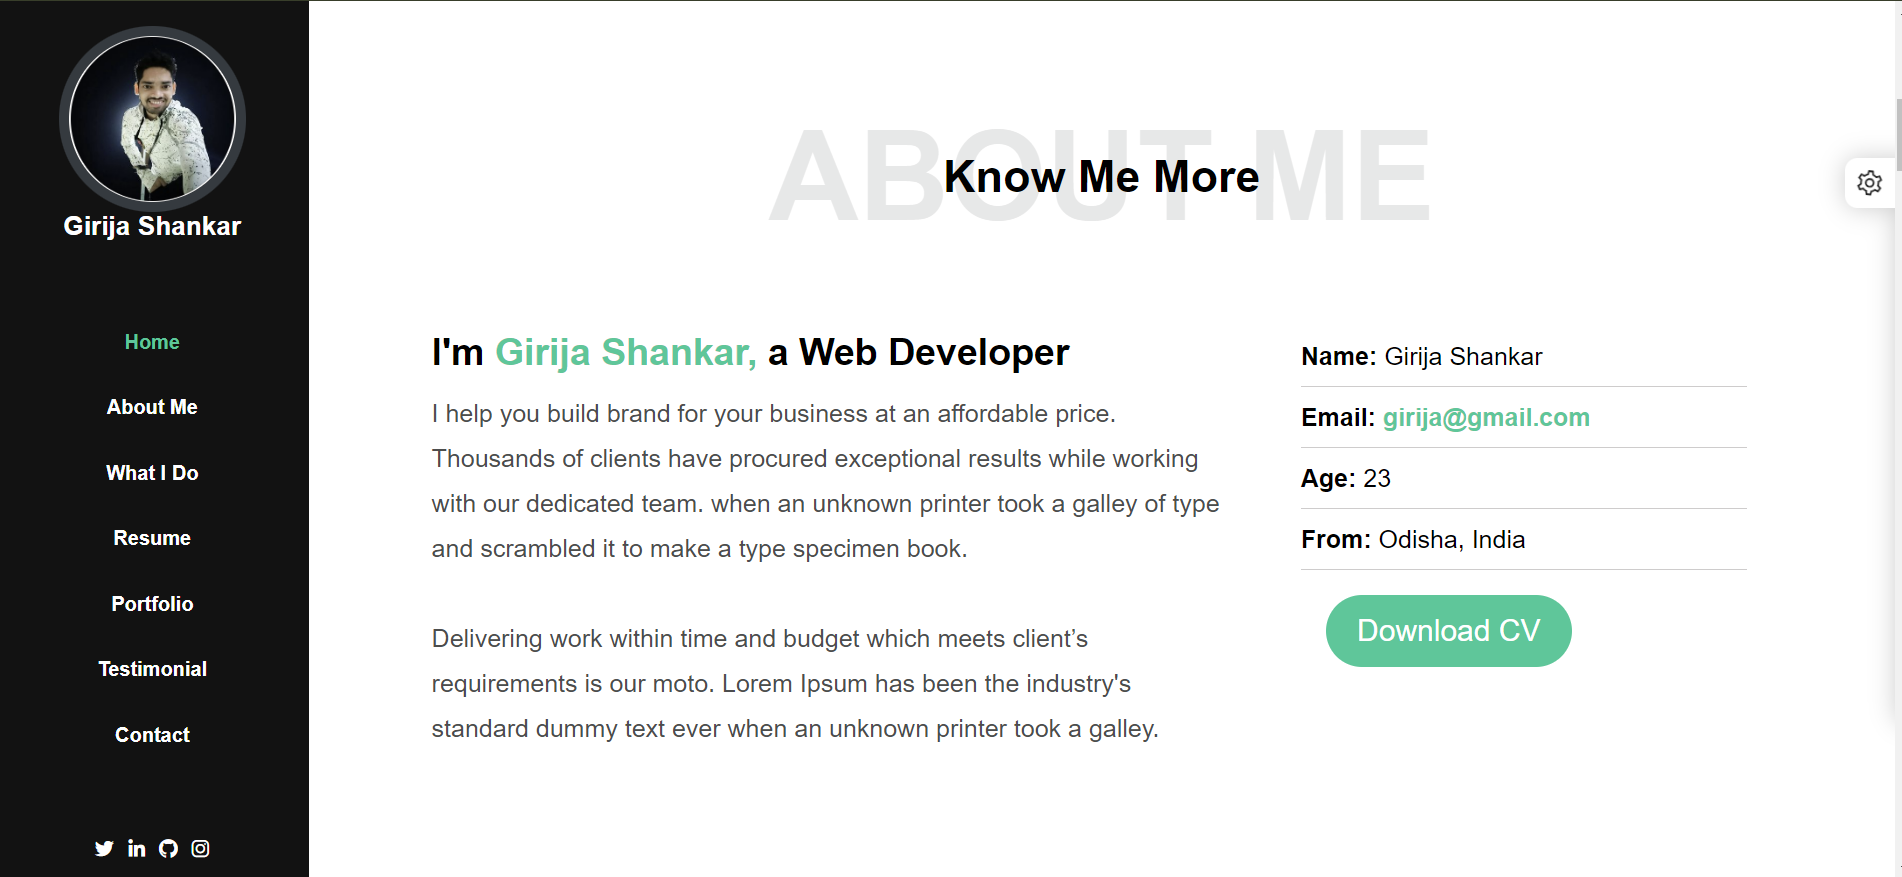 Girija Shankar
Home
About Me
What I Do
Resume
Portfolio
Testimonial
Contact
ABOUT ME
Know Me More
I'm Girija Shankar, a Web Developer
I help you build brand for your business at an affordable price.
Thousands of clients have procured exceptional results while working
with our dedicated team. when an unknown printer took a galley of type
and scrambled it to make a type specimen book.
Delivering work within time and budget which meets client’s
requirements is our moto. Lorem Ipsum has been the industry's
standard dummy text ever when an unknown printer took a galley.
Name: Girija Shankar
Email: girija@gmail.com
Age: 23
From: Odisha, India
Download CV